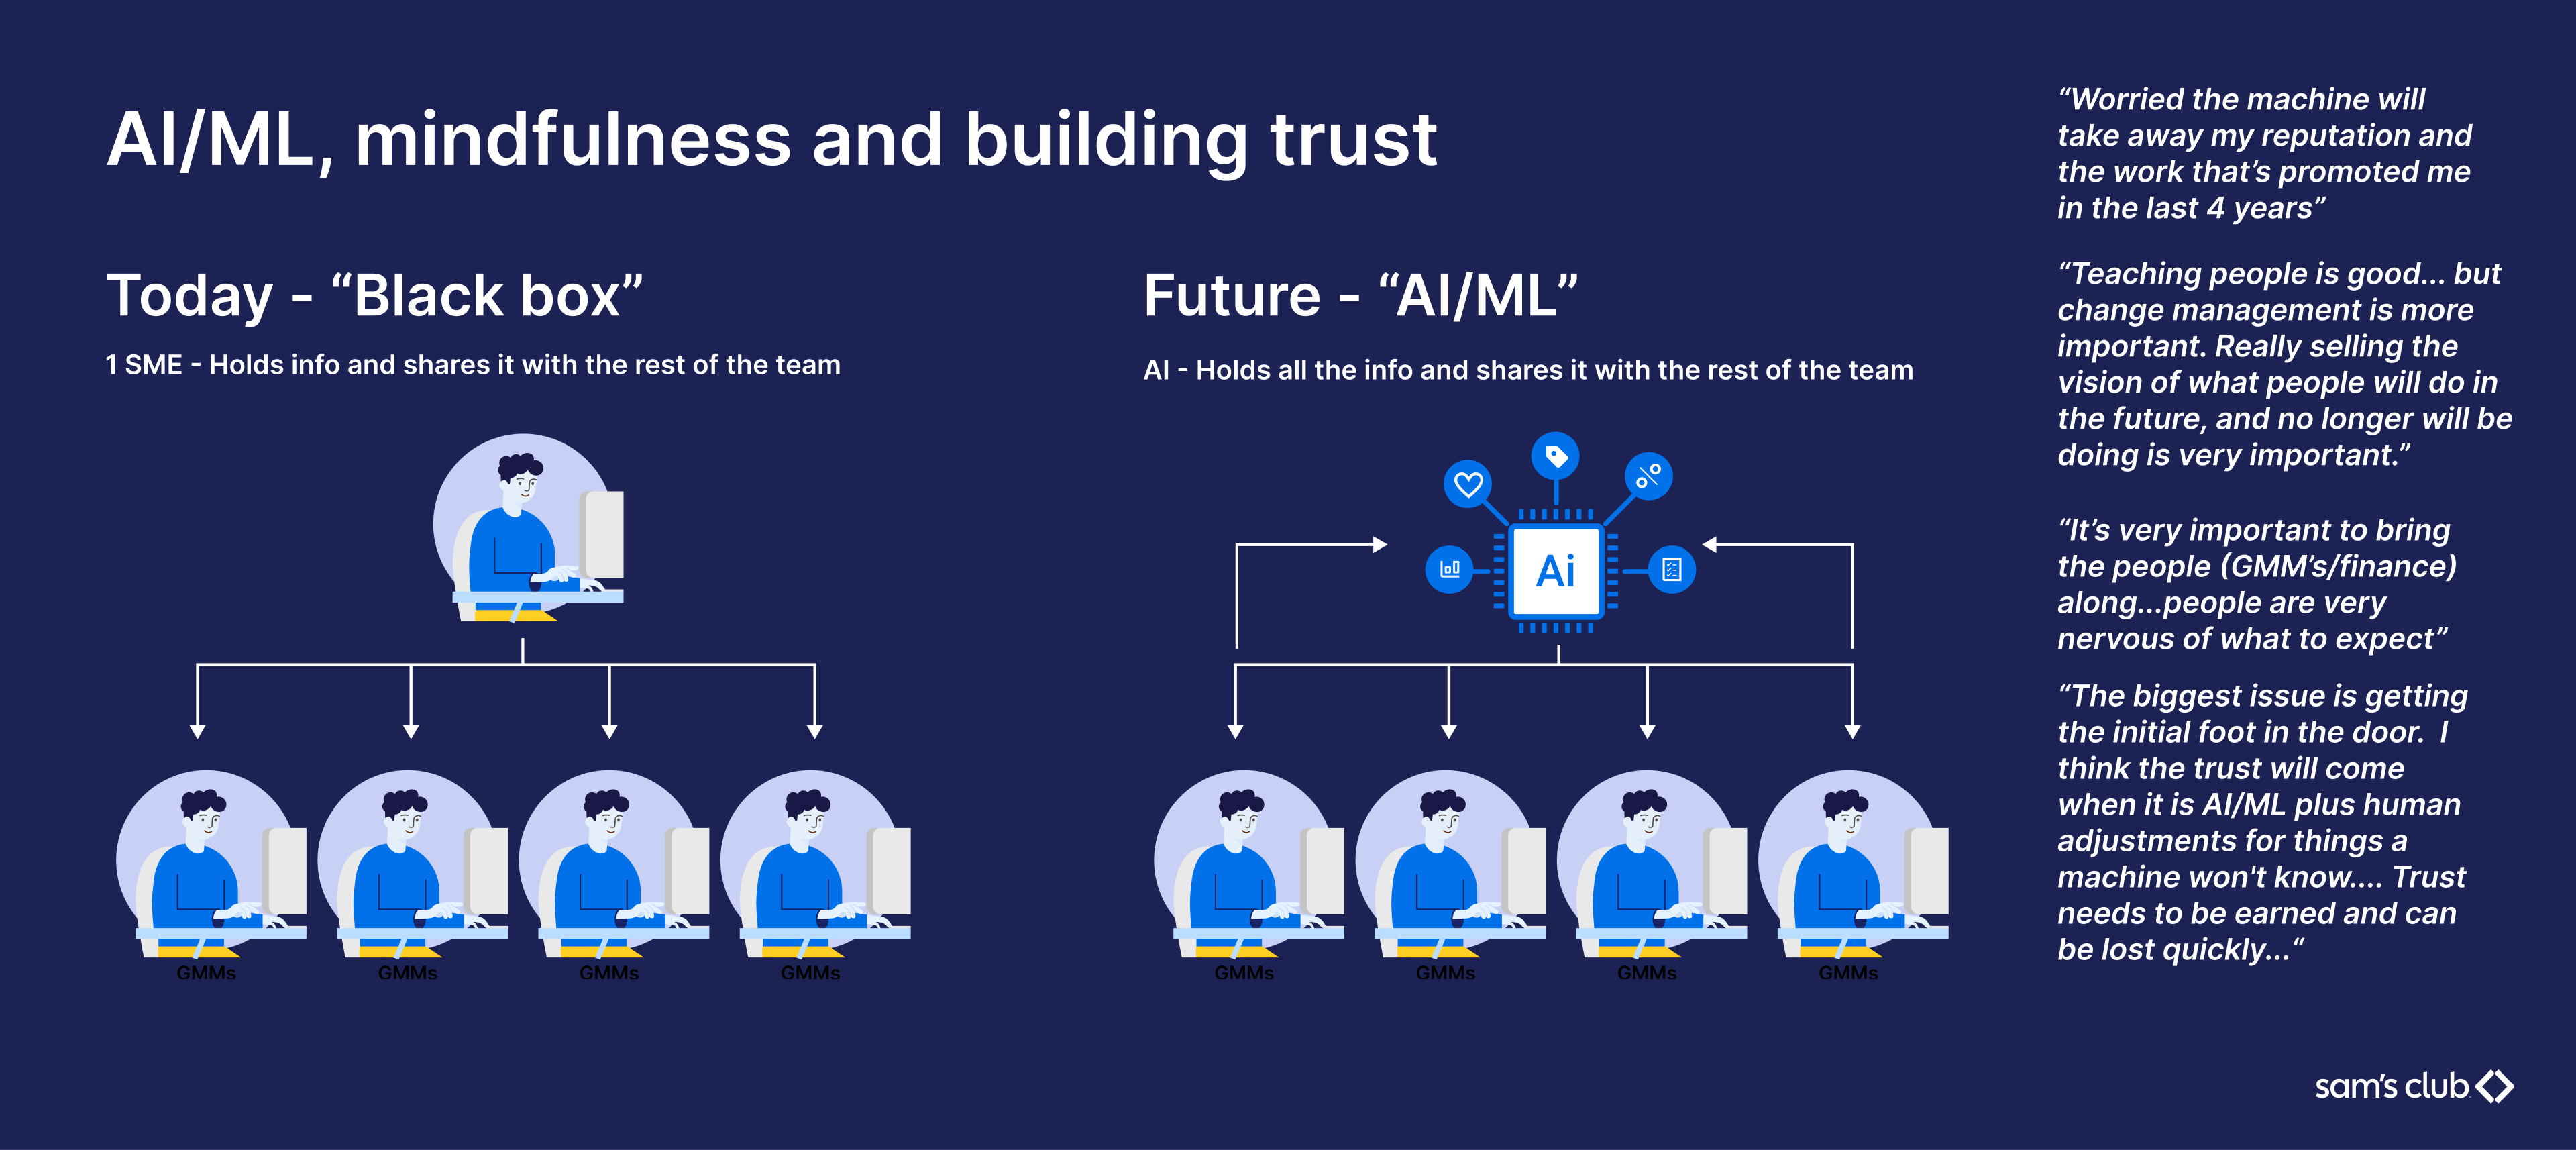 AI/ML, mindfulness and building trust
Today - “Black box”
1 SME - Holds info and shares it with the rest of the team
GMMs
GMMs
GMMs
GMMs
Future - “AI/ML”
AI - Holds all the info and shares it with the rest of the team
Ai
GMMs
GMMs
GMMs
GMMs
“Worried the machine will
take away my reputation and
the work that’s promoted me
in the last 4 years”
“Teaching people is good... but
change management is more
important. Really selling the
vision of what people will do in
the future, and no longer will be
doing is very important.”
“It’s very important to bring
the people (GMM’s/finance)
along...people are very
nervous of what to expect”
“The biggest issue is getting
the initial foot in the door.  I
think the trust will come
when it is AI/ML plus human
adjustments for things a
machine won't know.... Trust
needs to be earned and can
be lost quickly...“
sam’s club